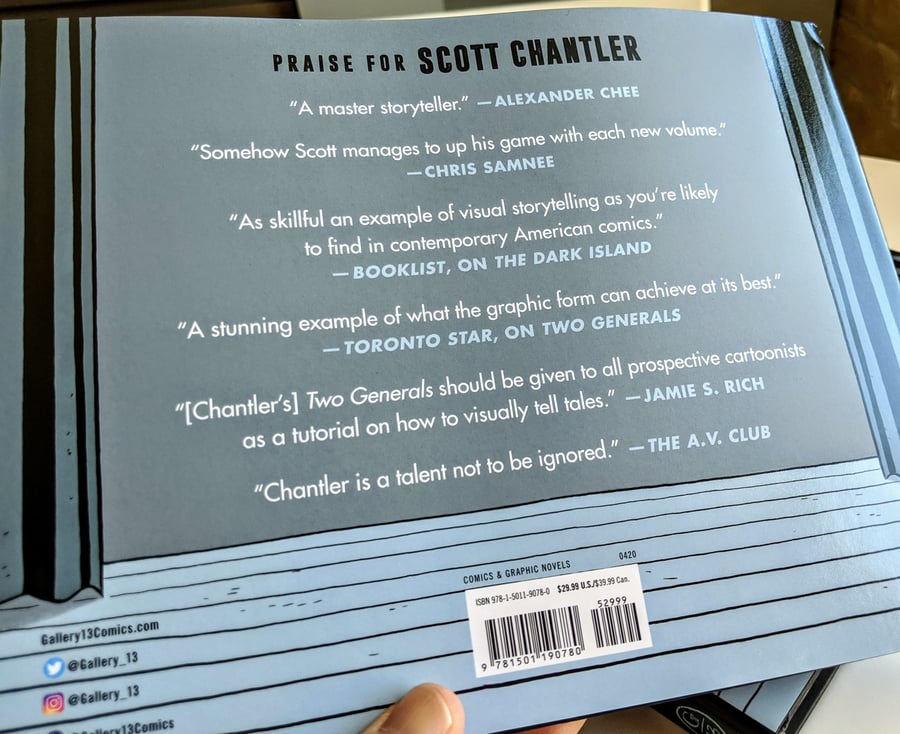 PRAISE FOR SCOTT CHANTLER
“A master storyteller.” —ALEXANDER CHEE
“Somehow Scott manages to up his game with each new volume.”
—CHRIS SAMNEE
“As skillful an example of visual storytelling as you’re likely
to find in contemporary American comics.”
—BOOKLIST, ON THE DARK ISLAND
“A stunning example of what the graphic form can achieve at its best.”
—TORONTO STAR, ON TWO GENERALS
“[Chantler’s] Two Generals should be given to all prospective cartoonists
as a tutorial on how to visually tell tales.” —JAMIE S. RICH
“Chantler is a talent not to be ignored.” —THE A.V. CLUB
COMICS & GRAPHIC NOVELS 0420
ISBN 978-1-5011-9078-0 $29.99 U.S./$39.99 Can.
52999
9 781501 190780
Gallery13Comics.com
@Gallery_13
@Gallery_13